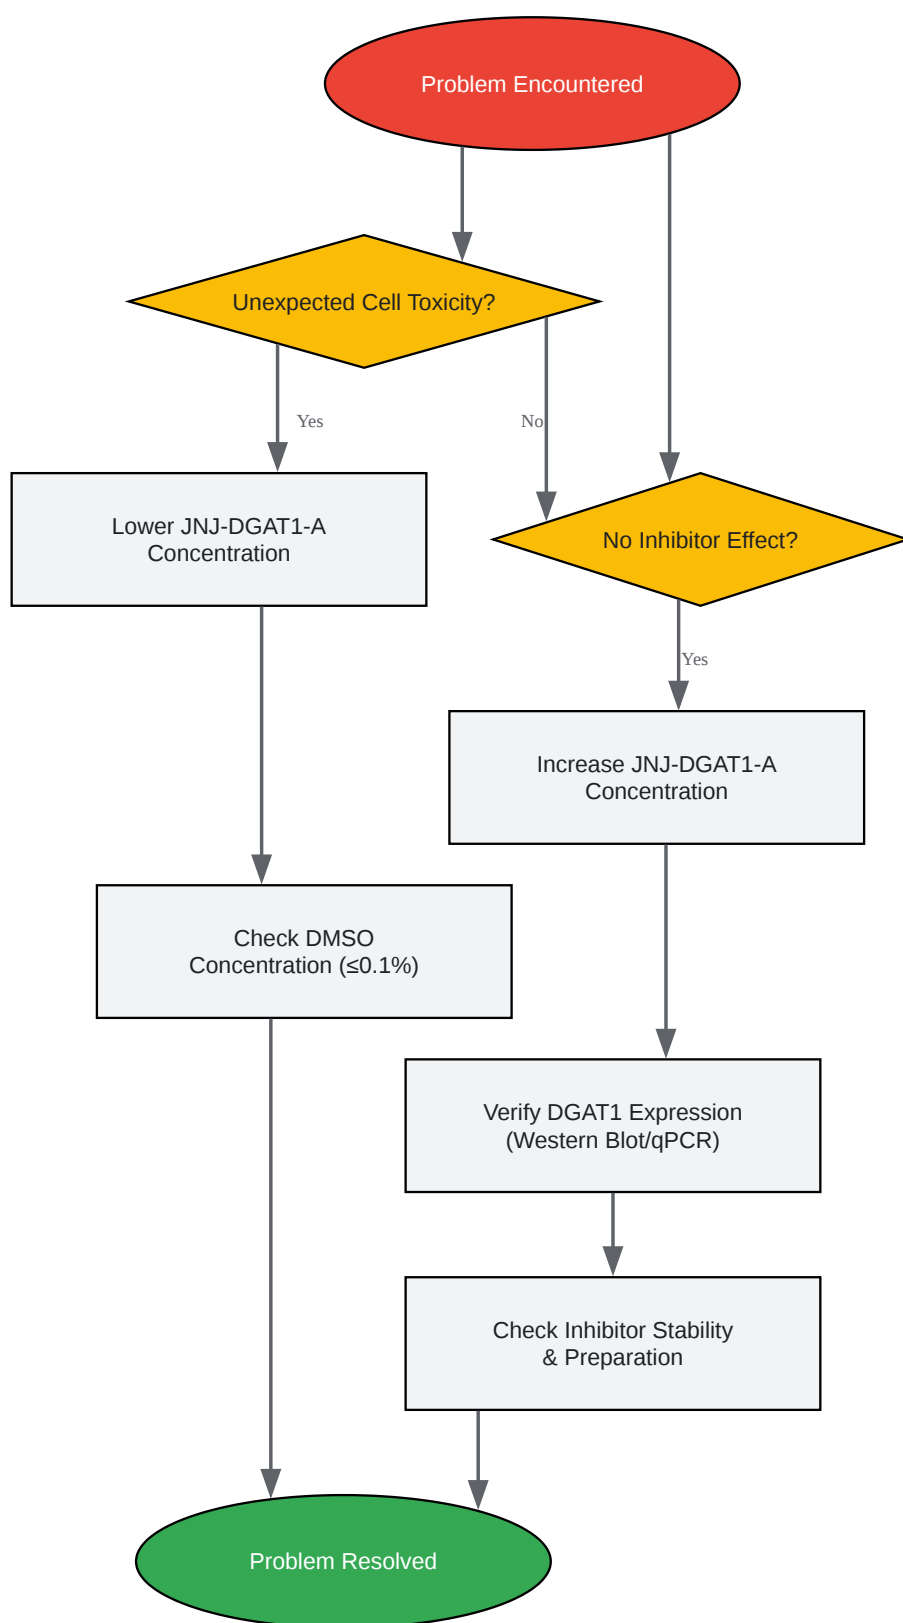 Problem Encountered
Unexpected Cell Toxicity?
Yes
No
Lower JNJ-DGAT1-A
Concentration
No Inhibitor Effect?
Yes
Increase JNJ-DGAT1-A
Concentration
Check DMSO
Concentration (≤0.1%)
Verify DGAT1 Expression
(Western Blot/qPCR)
Check Inhibitor Stability
& Preparation
Problem Resolved